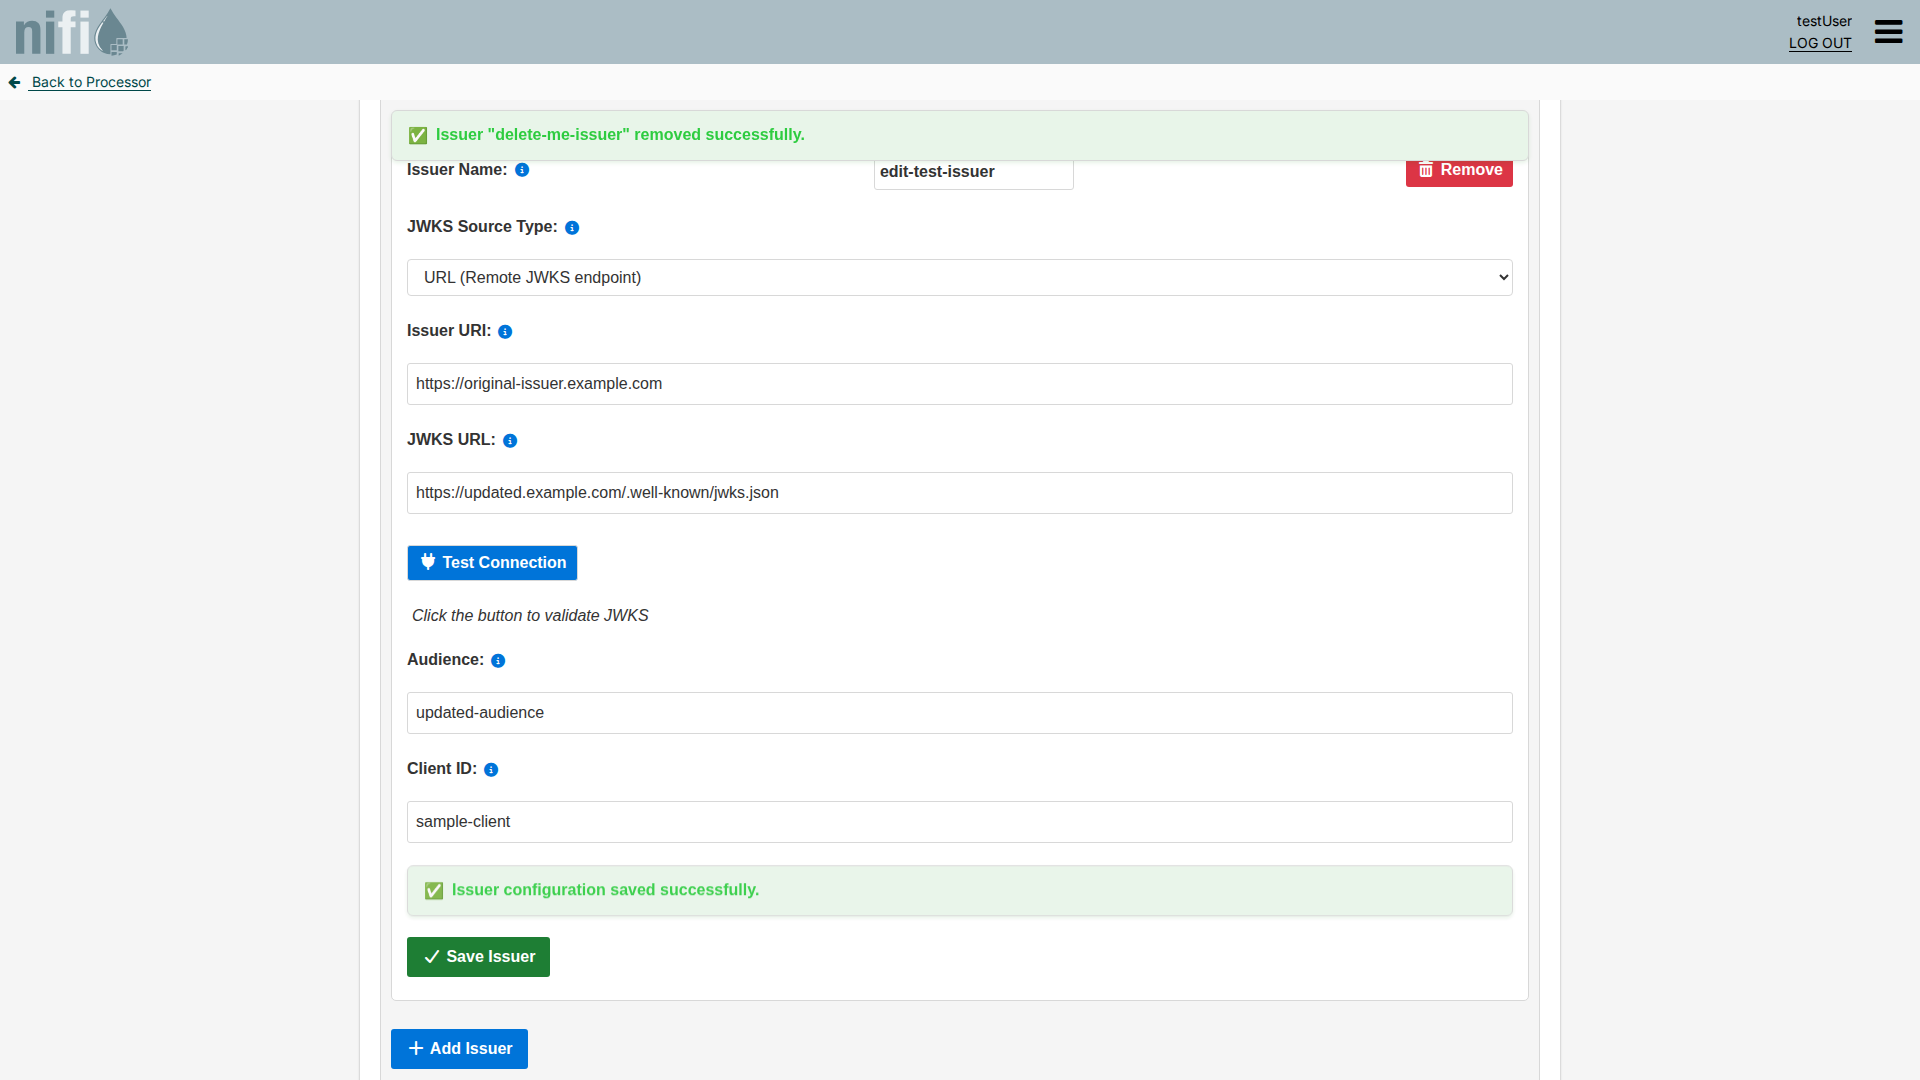 nifi
testUser
LOG OUT
Back to Processor
Issuer "delete-me-issuer" removed successfully.
Issuer Name:
edit-test-issuer
Remove
JWKS Source Type:
URL (Remote JWKS endpoint)
Issuer URI:
https://original-issuer.example.com
JWKS URL:
https://updated.example.com/.well-known/jwks.json
Test Connection
Click the button to validate JWKS
Audience:
updated-audience
Client ID:
sample-client
Issuer configuration saved successfully.
Save Issuer
Add Issuer